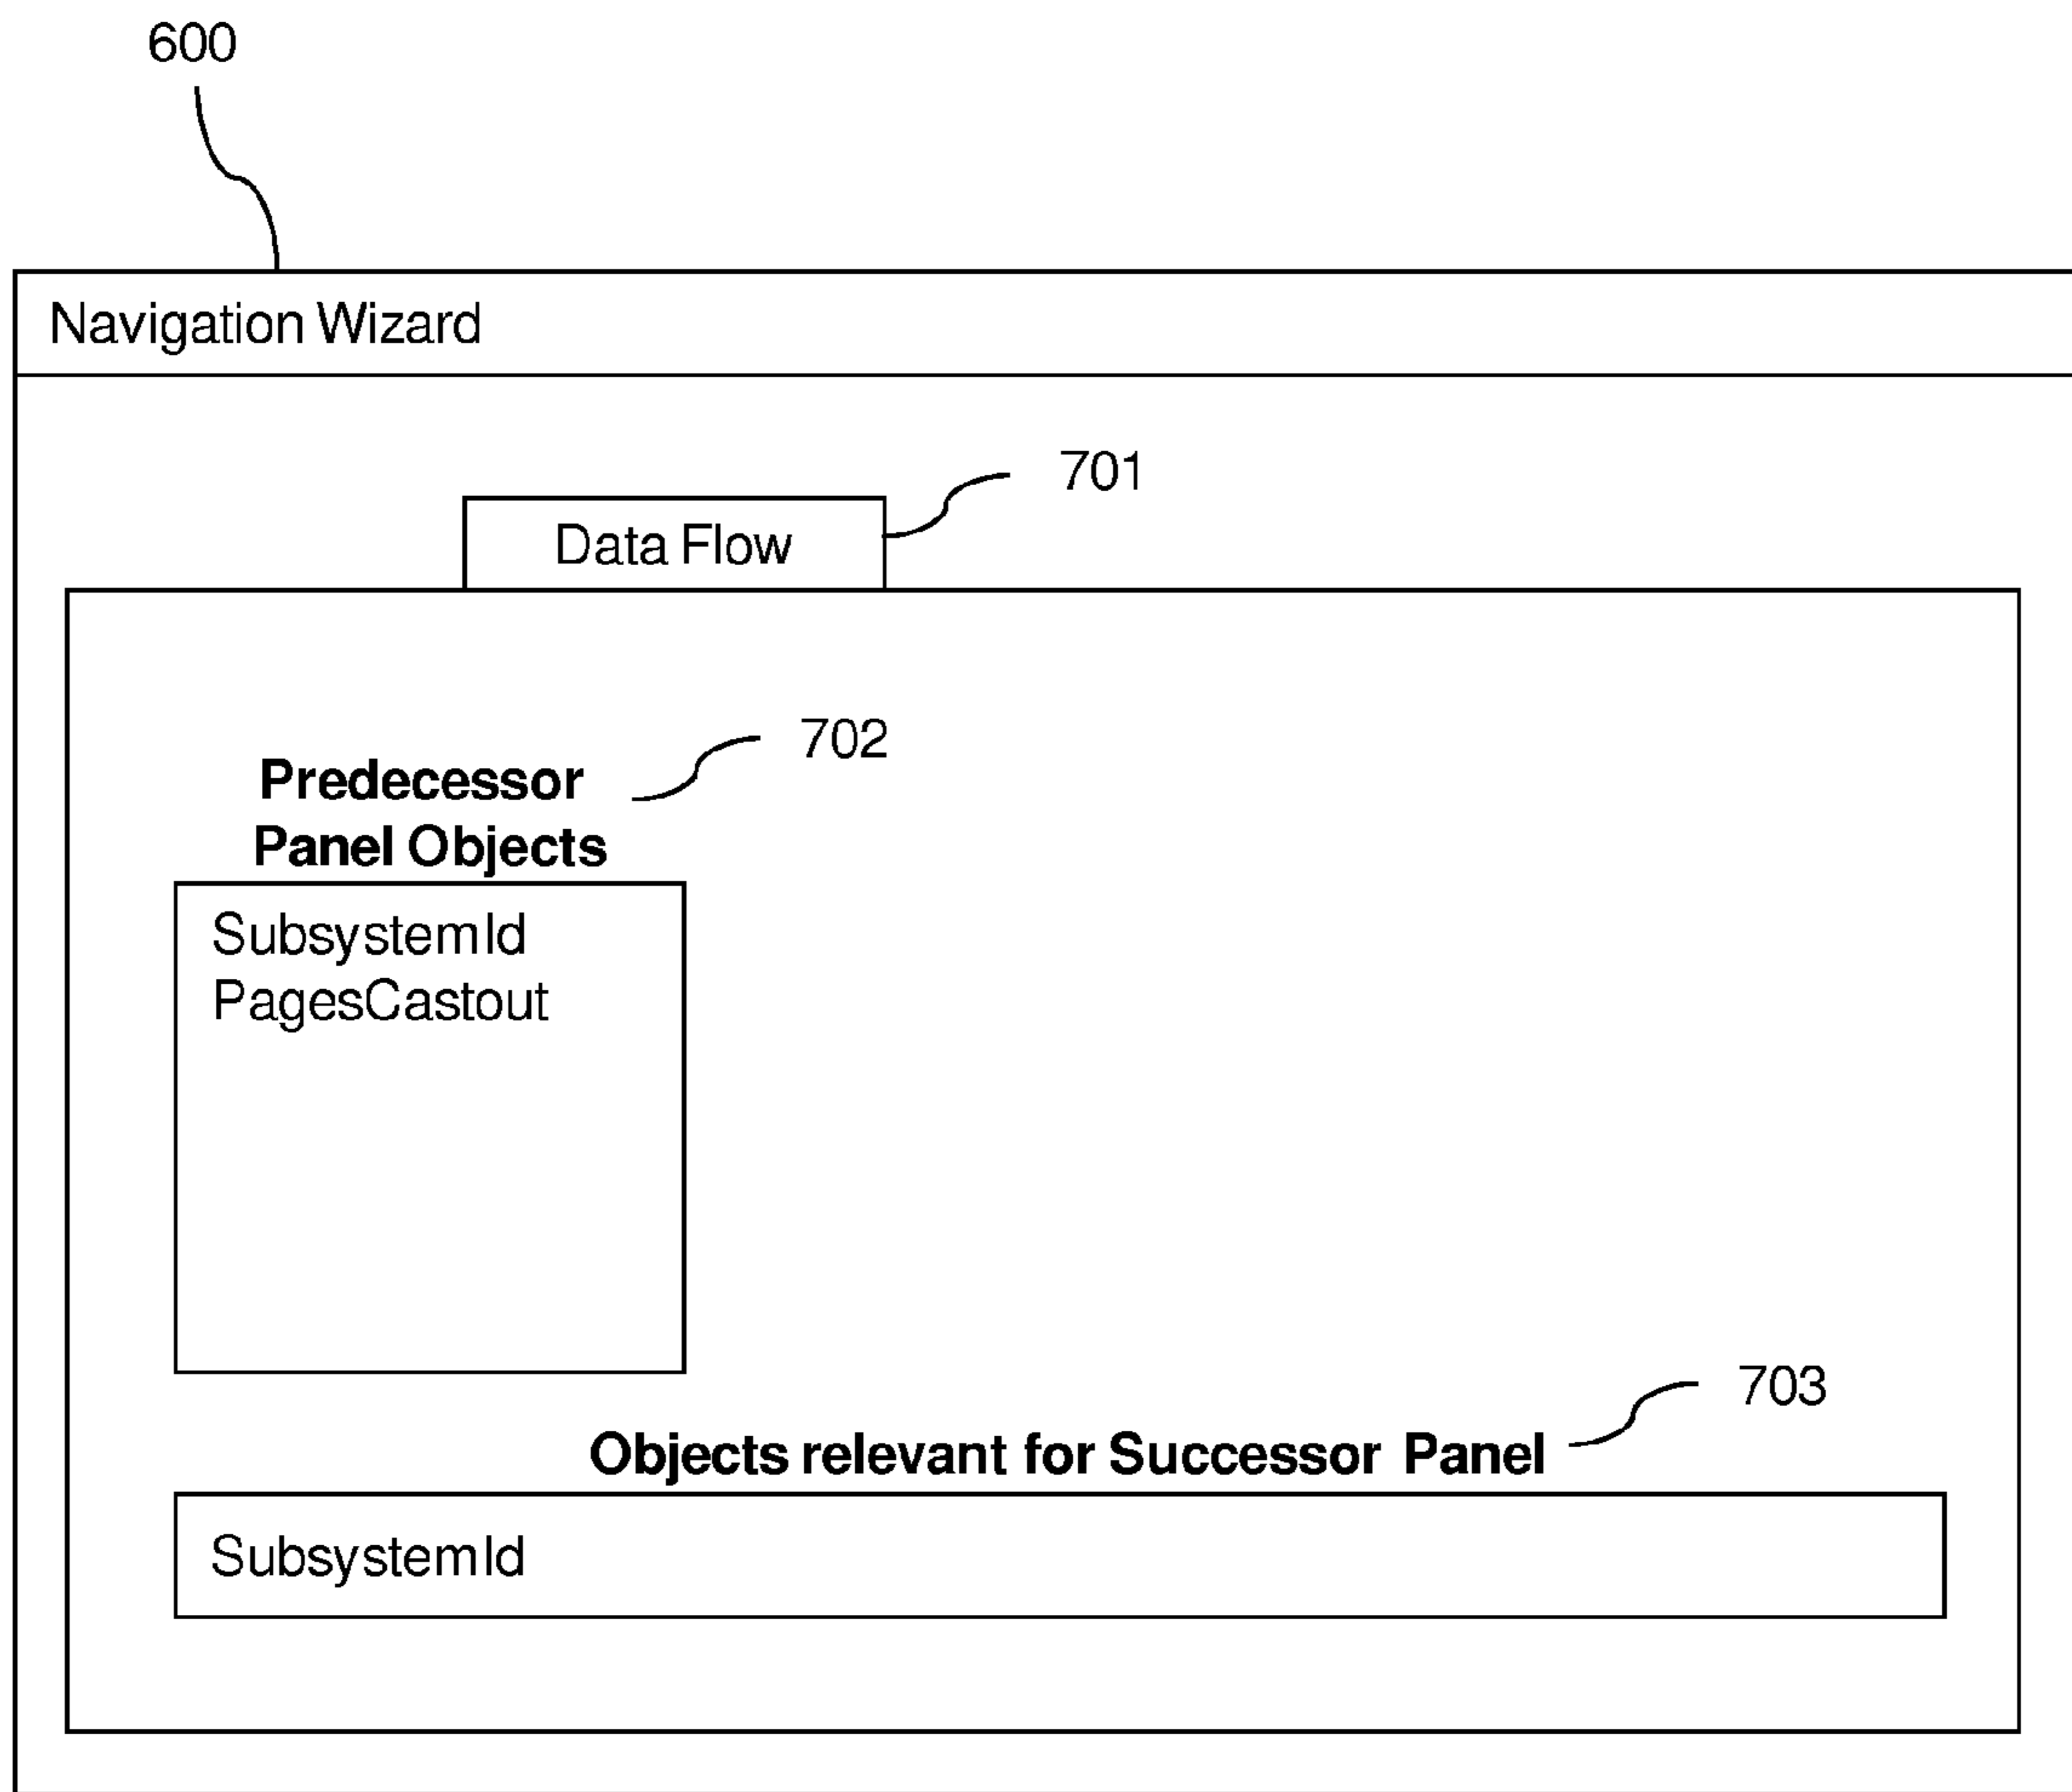 600
Navigation Wizard
701
Data Flow
702
Predecessor
Panel Objects
SubsystemId
PagesCastout
703
Objects relevant for Successor Panel
SubsystemId